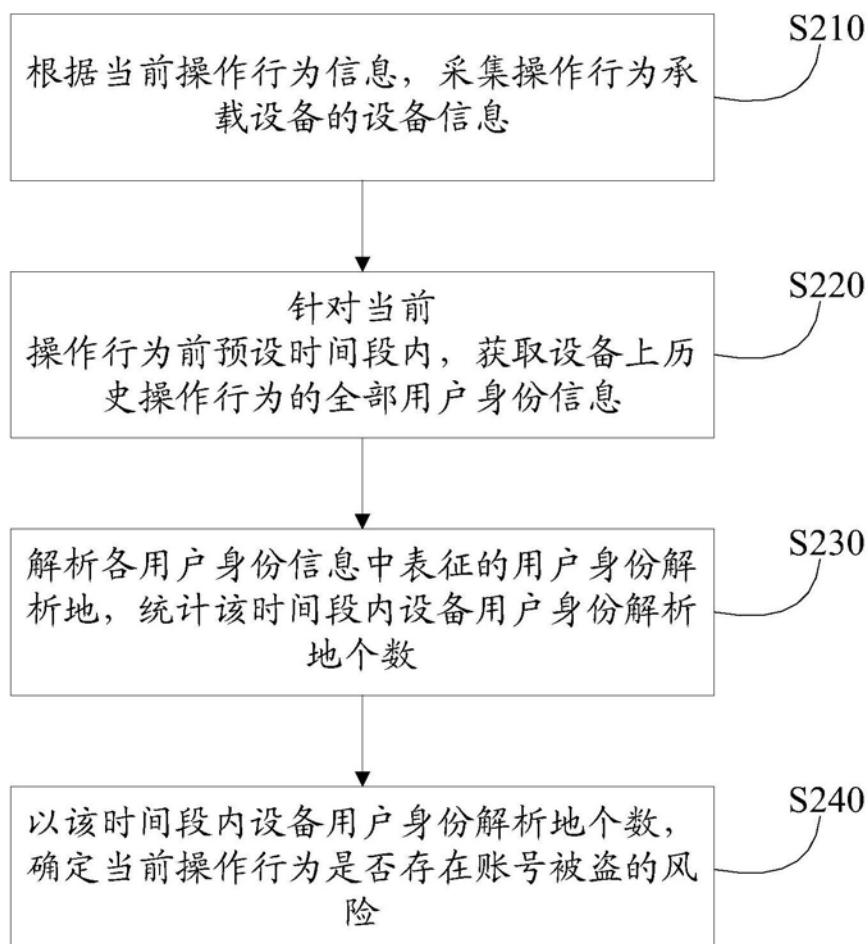 S210
根据当前操作行为信息，采集操作行为承
载设备的设备信息
S220
针对当前
操作行为前预设时间段内，获取设备上历
史操作行为的全部用户身份信息
S230
解析各用户身份信息中表征的用户身份解
析地，统计该时间段内设备用户身份解析
地个数
S240
以该时间段内设备用户身份解析地个数，
确定当前操作行为是否存在账号被盗的风
险